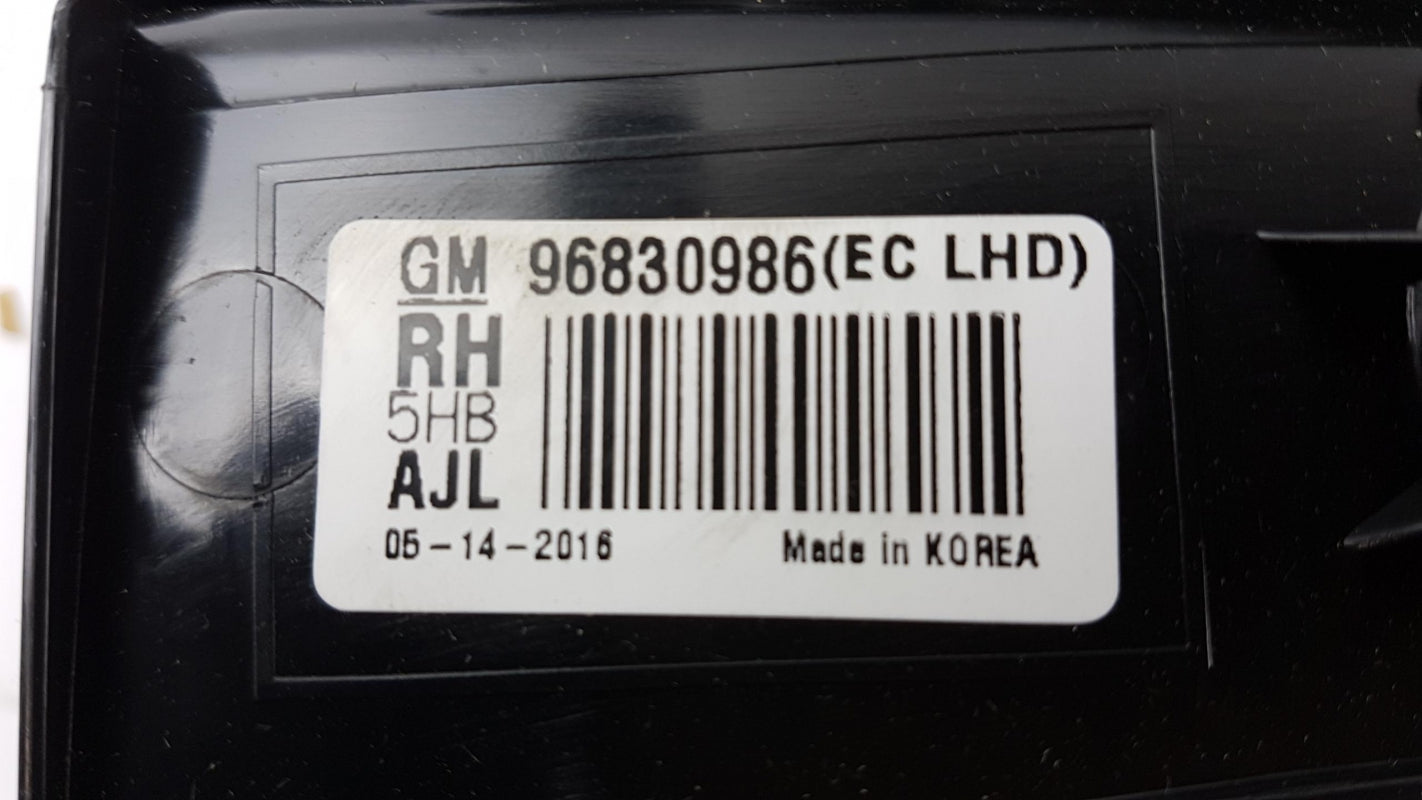 GM 96830986(EC LHD)
RH
5HB
AJL
05-14-2016 Made in KOREA